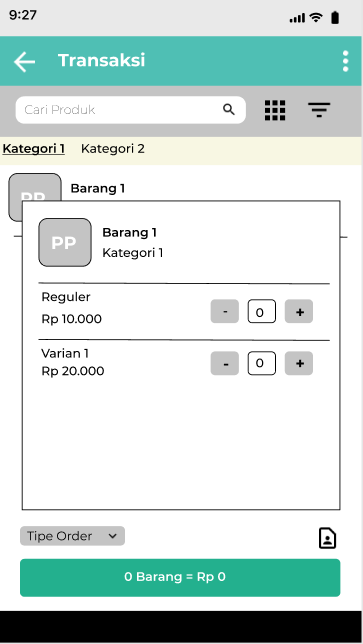 9:27
Transaksi
Cari Produk
Kategori 1 Kategori 2
PP
Barang 1
PP
Barang 1
Kategori 1
Reguler
Rp 10.000
- 0 +
Varian 1
Rp 20.000
- 0 +
Tipe Order
0 Barang = Rp 0